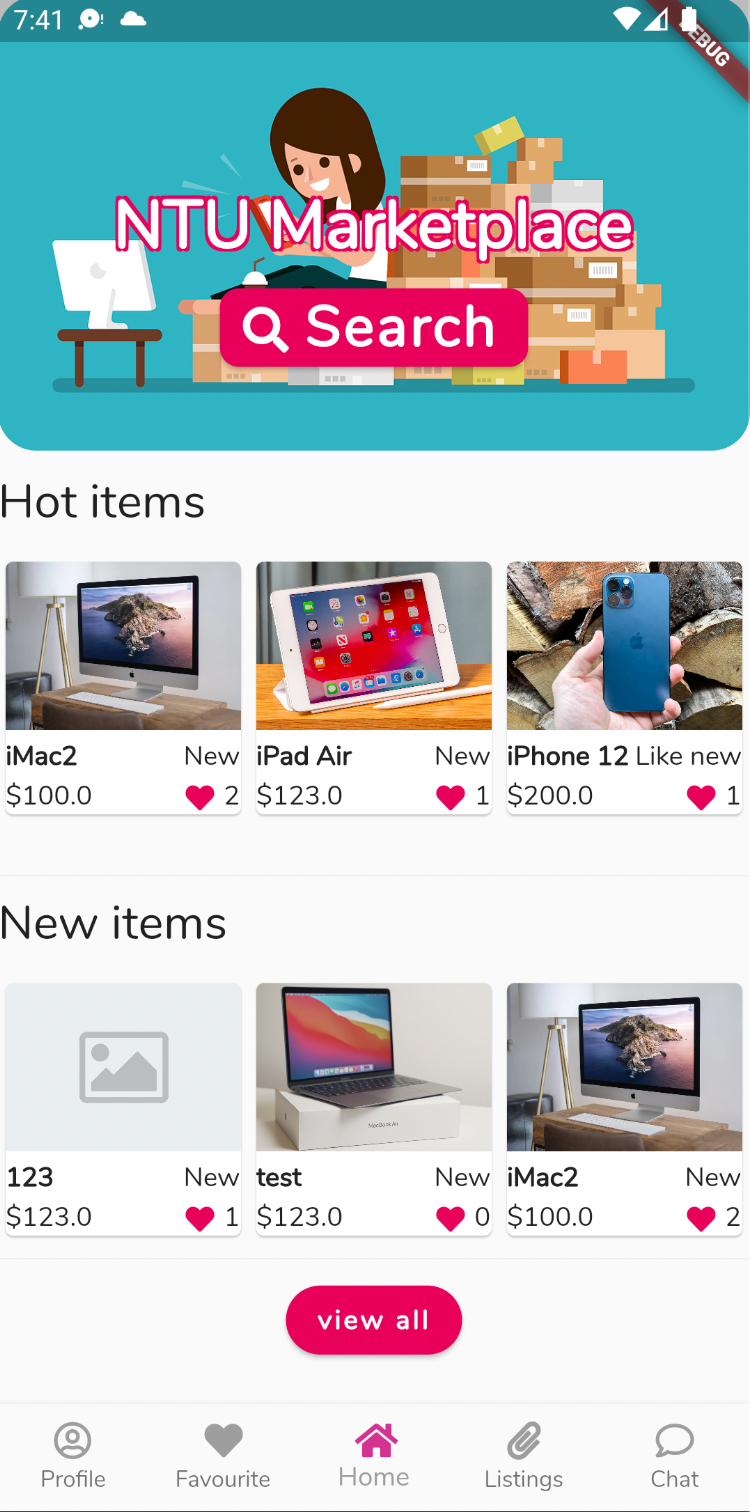 7:41
DEBUG
NTU Marketplace
Search
Hot items
iMac2 New iPad Air New iPhone 12 Like new
$100.0 2 $123.0 1 $200.0 1
New items
MacBook Air
123 New test New iMac2 New
$123.0 1 $123.0 0 $100.0 2
view all
Profile Favourite Home Listings Chat